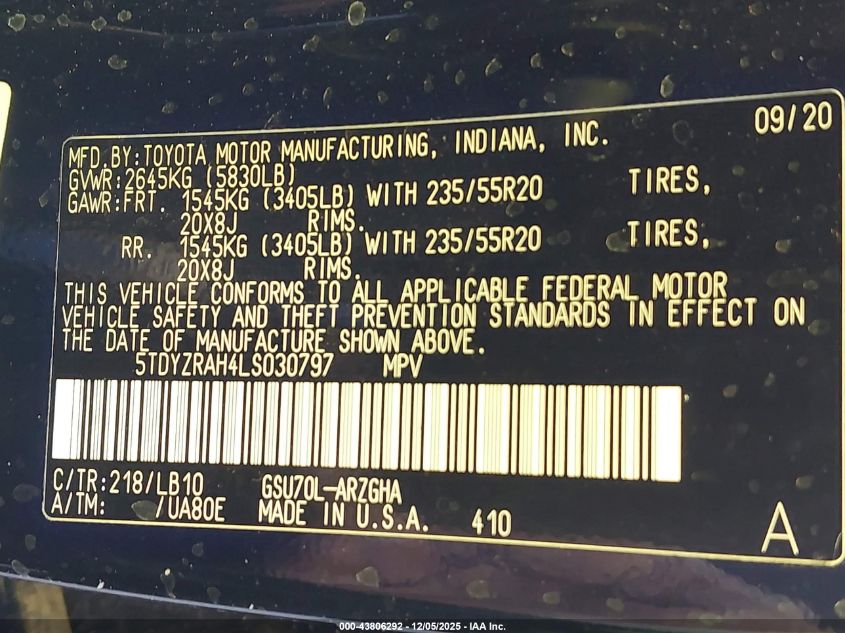 09/20
MFD.BY:TOYOTA MOTOR MANUFACTURING, INDIANA, INC.
GVWR:2645KG (5830LB)
GAWR:FRT. 1545KG (3405LB) WITH 235/55R20 TIRES,
20X8J RIMS.
RR. 1545KG (3405LB) WITH 235/55R20 TIRES,
20X8J RIMS.
THIS VEHICLE CONFORMS TO ALL APPLICABLE FEDERAL MOTOR
VEHICLE SAFETY AND THEFT PREVENTION STANDARDS IN EFFECT ON
THE DATE OF MANUFACTURE SHOWN ABOVE.
5TDYZRAH4LS030797 MPV
C/TR:218/LB10 GSU70L-ARZGHA
A/TM: /UA80E MADE IN U.S.A. 410 A
000-43806292 - 12/05/2025 - IAA Inc.